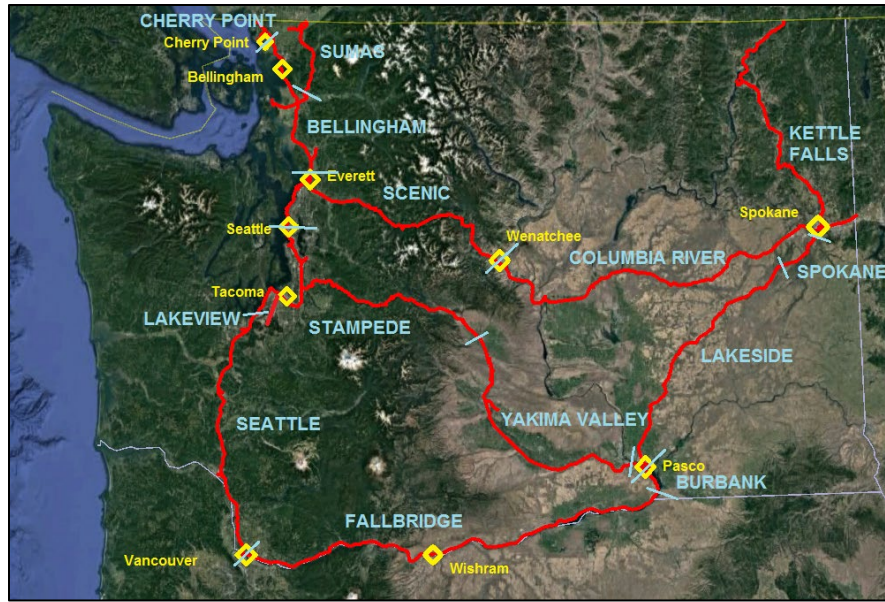 CHERRY POINT
Cherry Point
SUMAS
Bellingham
BELLINGHAM
KETTLE
FALLS
Everett
SCENIC
Seattle
Spokane
Wenatchee
COLUMBIA RIVER
SPOKANE
Tacoma
LAKEVIEW
STAMPEDE
LAKESIDE
SEATTLE
YAKIMA VALLEY
Pasco
BURBANK
FALLBRIDGE
Vancouver
Wishram